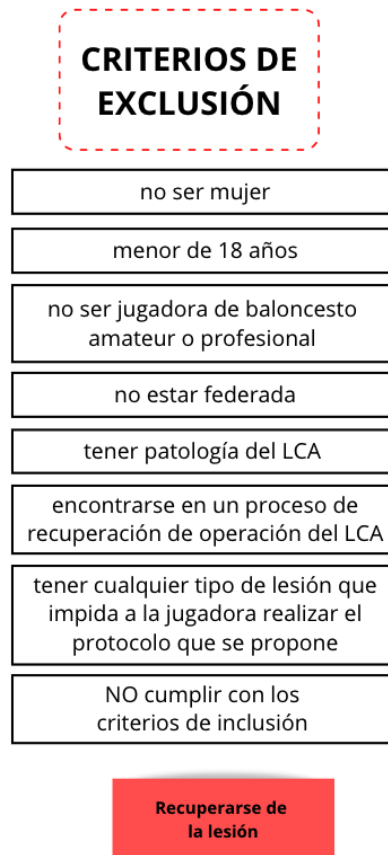 CRITERIOS DE
EXCLUSIÓN
no ser mujer
menor de 18 años
no ser jugadora de baloncesto
amateur o profesional
no estar federada
tener patología del LCA
encontrarse en un proceso de
recuperación de operación del LCA
tener cualquier tipo de lesión que
impida a la jugadora realizar el
protocolo que se propone
NO cumplir con los
criterios de inclusión
Recuperarse de
la lesión